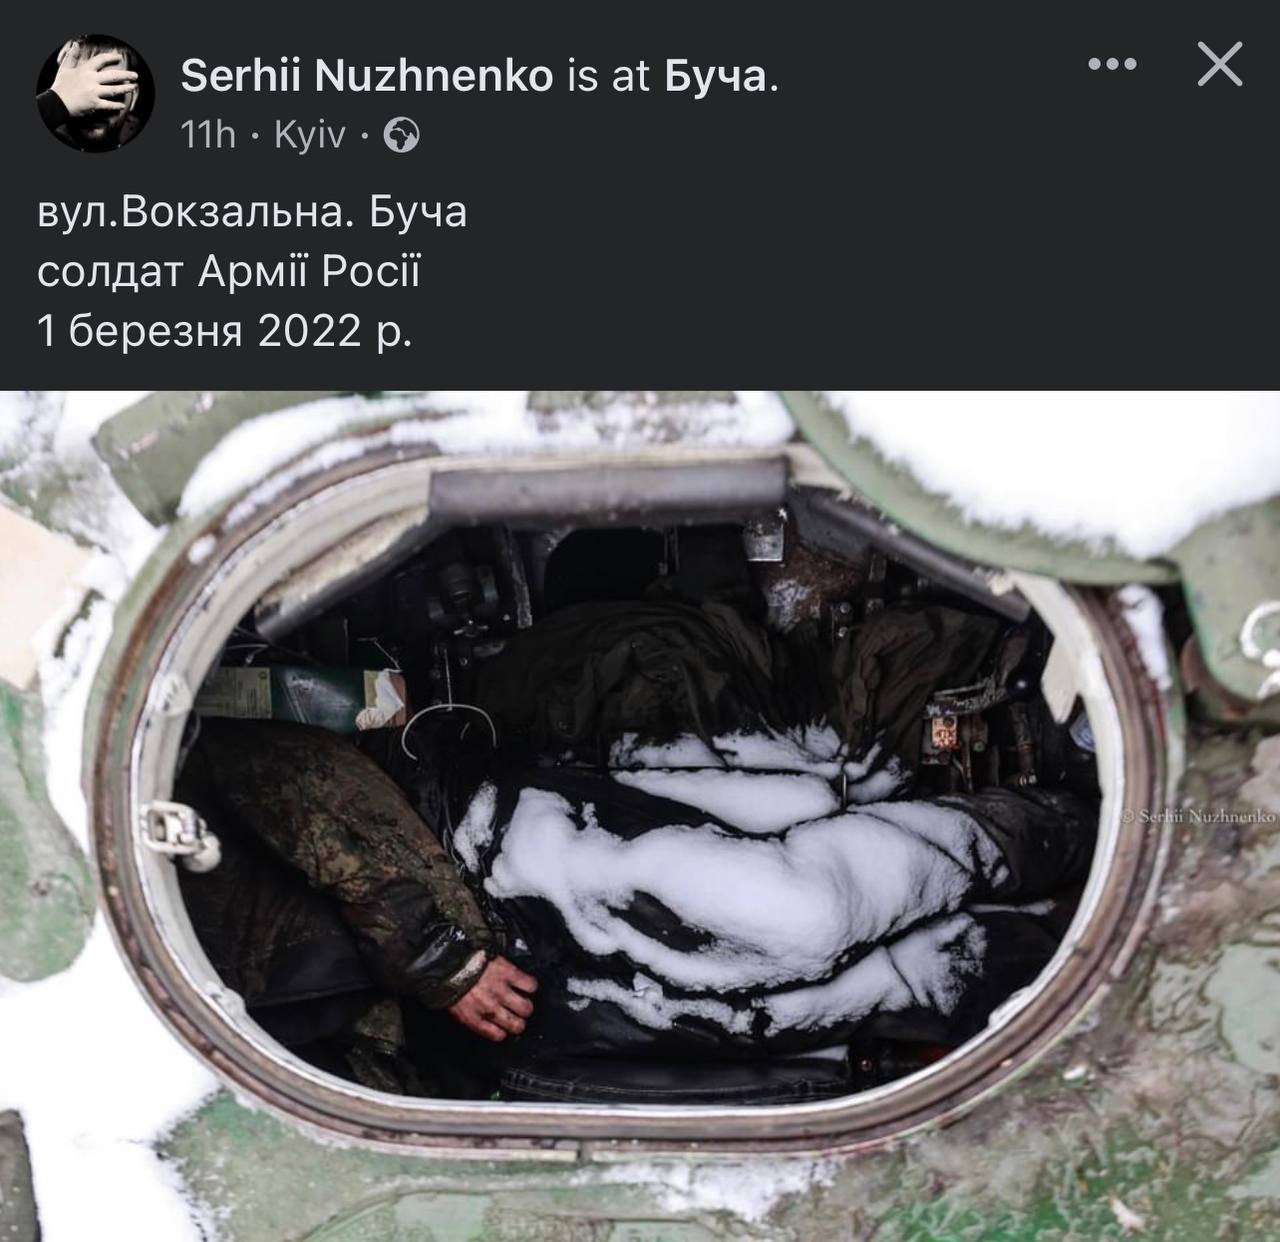 Serhii Nuzhnenko is at Буча.
11h · Kyiv ·
вул.Вокзальна. Буча
солдат Армії Росії
1 березня 2022 р.
© Serhii Nuzhnenko